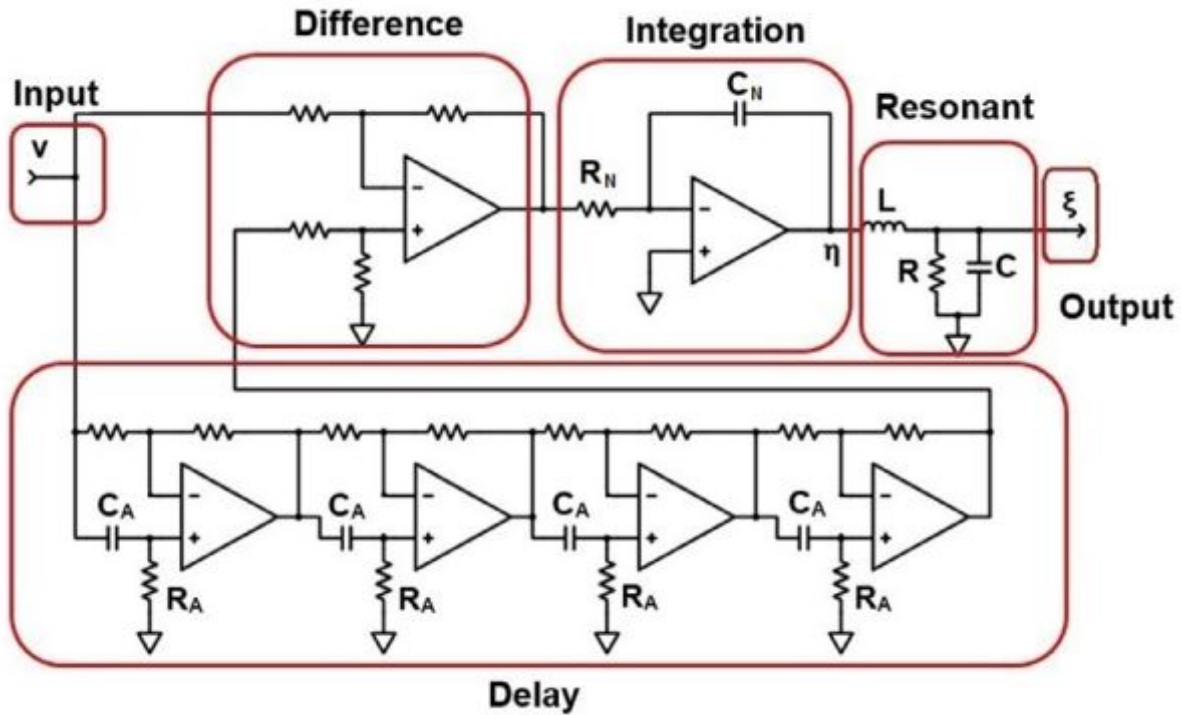 Difference
Integration
Input
Resonant
v
C_N
R_N
L
ξ
-
+
-
+
η
R
C
Output
C_A
-
+
R_A
C_A
-
+
R_A
C_A
-
+
R_A
C_A
-
+
R_A
Delay